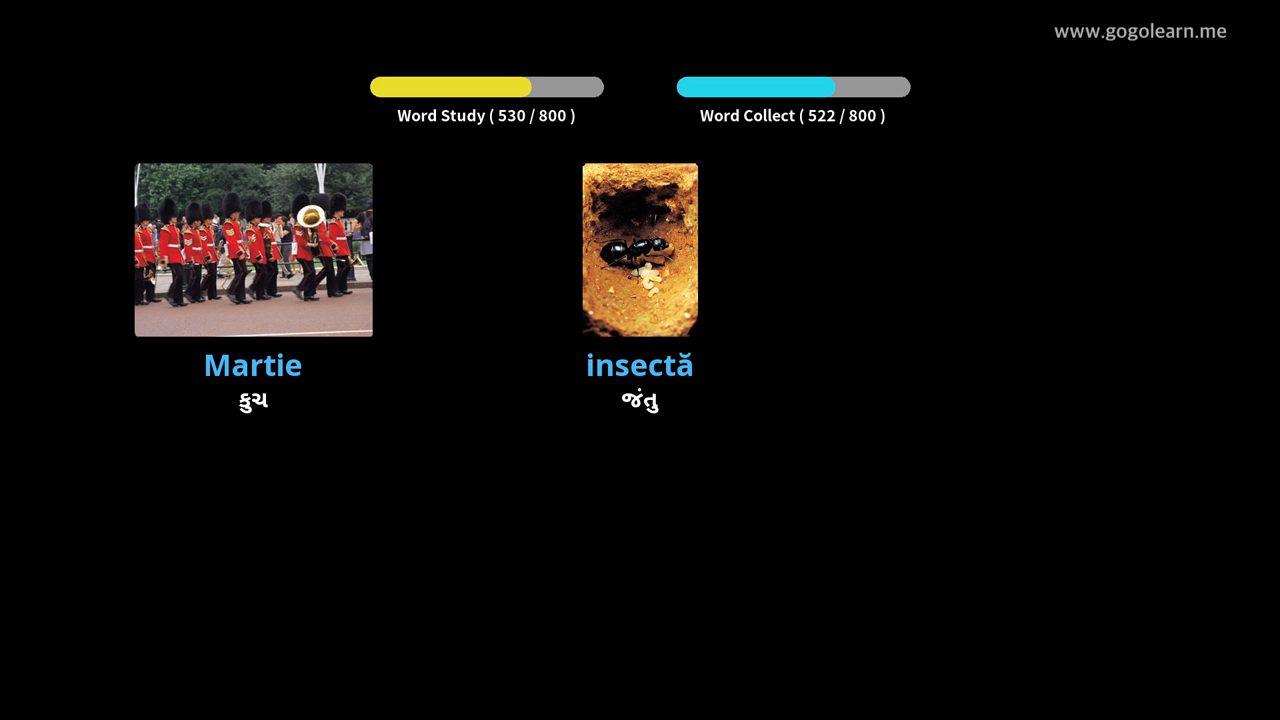 www.gogolearn.me
Word Study ( 530 / 800 )
Word Collect ( 522 / 800 )
Martie
કુચ
insectă
જંતુ